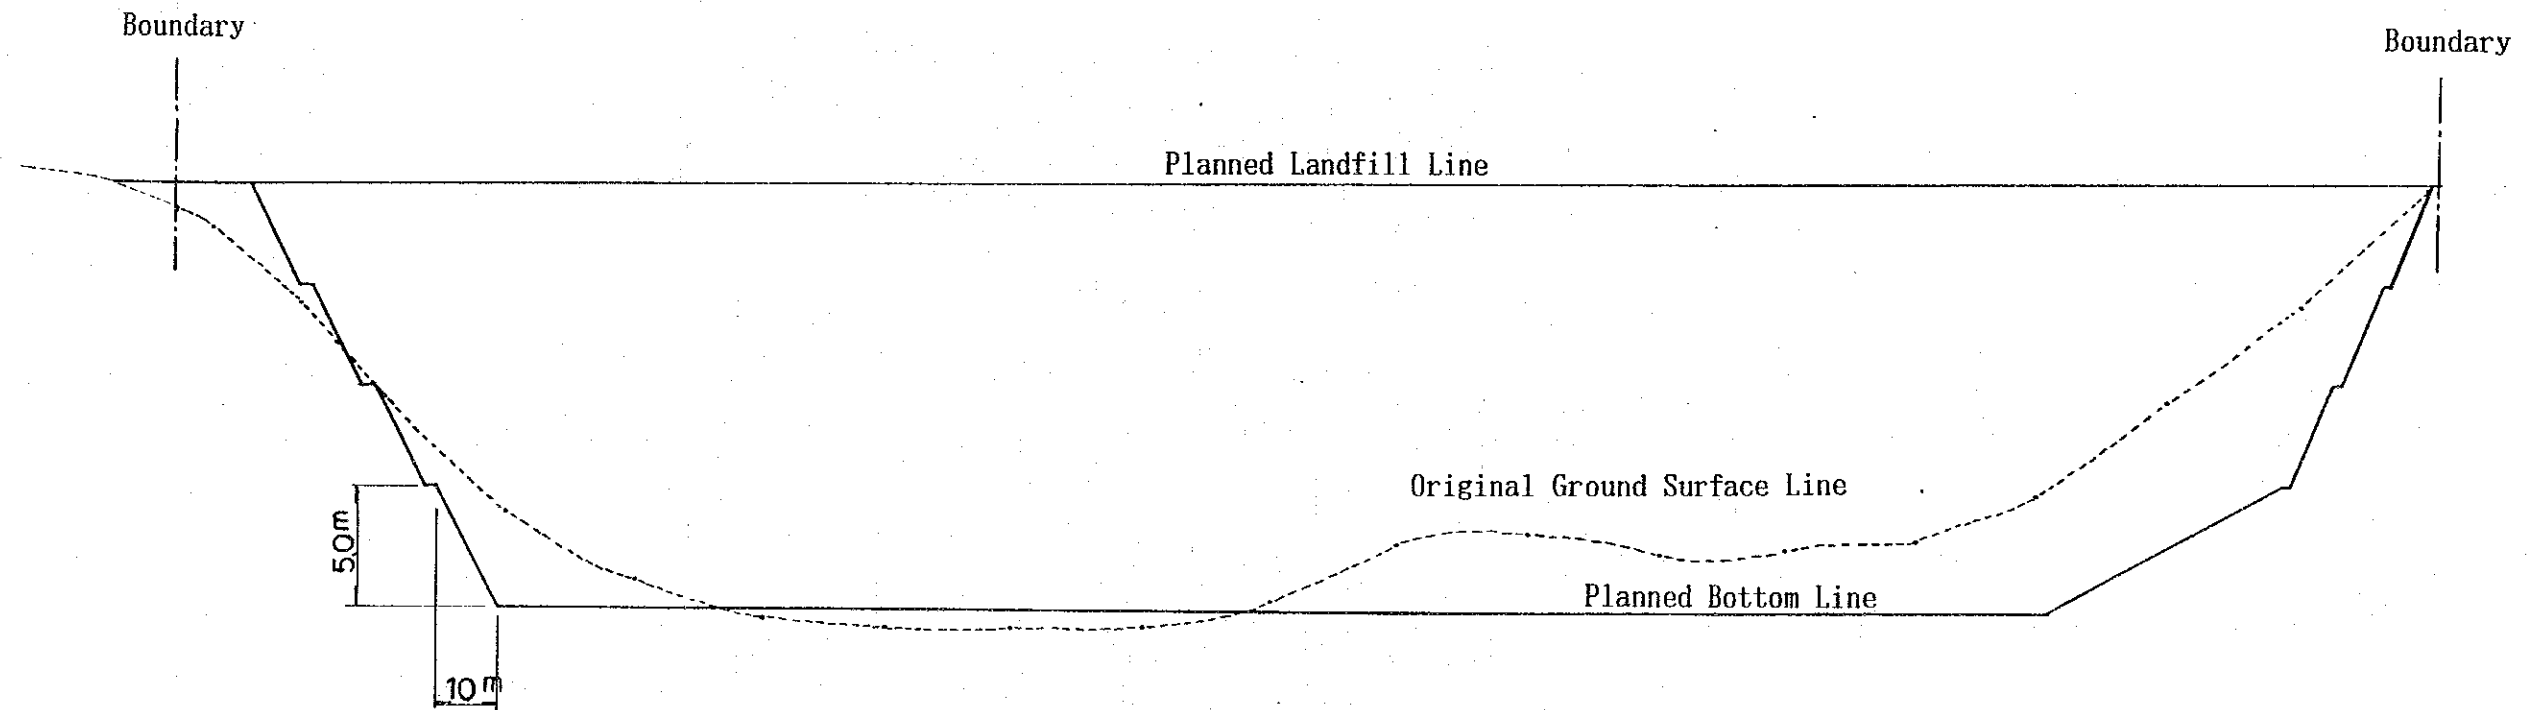 Boundary
Boundary
Planned Landfill Line
Original Ground Surface Line
5.0m
Planned Bottom Line
10m